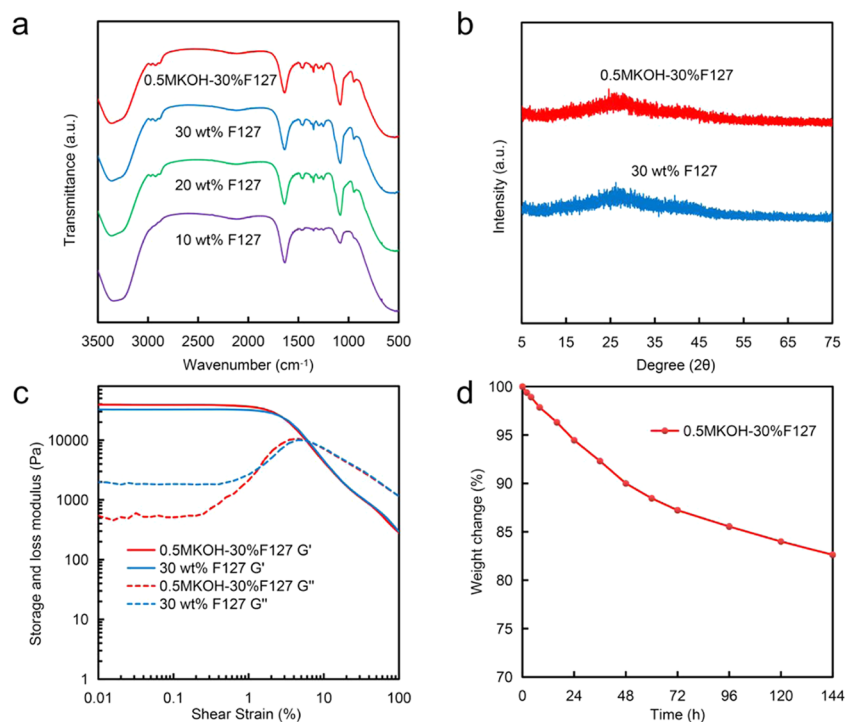 a
Transmittance (a.u.)
0.5MKOH-30%F127
30 wt% F127
20 wt% F127
10 wt% F127
3500 3000 2500 2000 1500 1000 500
Wavenumber (cm⁻¹)
b
Intensity (a.u.)
0.5MKOH-30%F127
30 wt% F127
5 15 25 35 45 55 65 75
Degree (2θ)
c
Storage and loss modulus (Pa)
10000
1000
100
10
1
0.5MKOH-30%F127 G'
30 wt% F127 G'
0.5MKOH-30%F127 G''
30 wt% F127 G''
0.01 0.1 1 10 100
Shear Strain (%)
d
Weight change (%)
100
95
90
85
80
75
70
0.5MKOH-30%F127
0 24 48 72 96 120 144
Time (h)